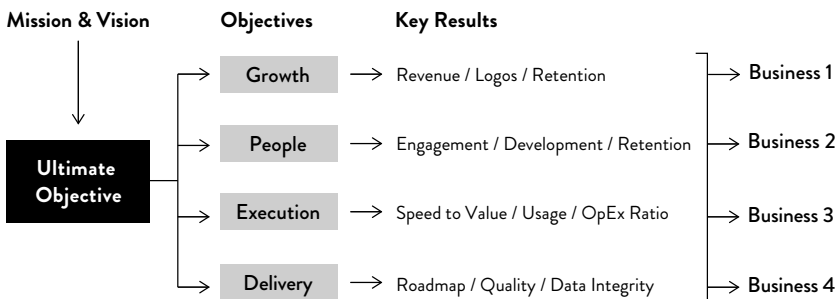 Mission & Vision
Objectives
Key Results
Ultimate
Objective
Growth
Revenue / Logos / Retention
Business 1
People
Engagement / Development / Retention
Business 2
Execution
Speed to Value / Usage / OpEx Ratio
Business 3
Delivery
Roadmap / Quality / Data Integrity
Business 4